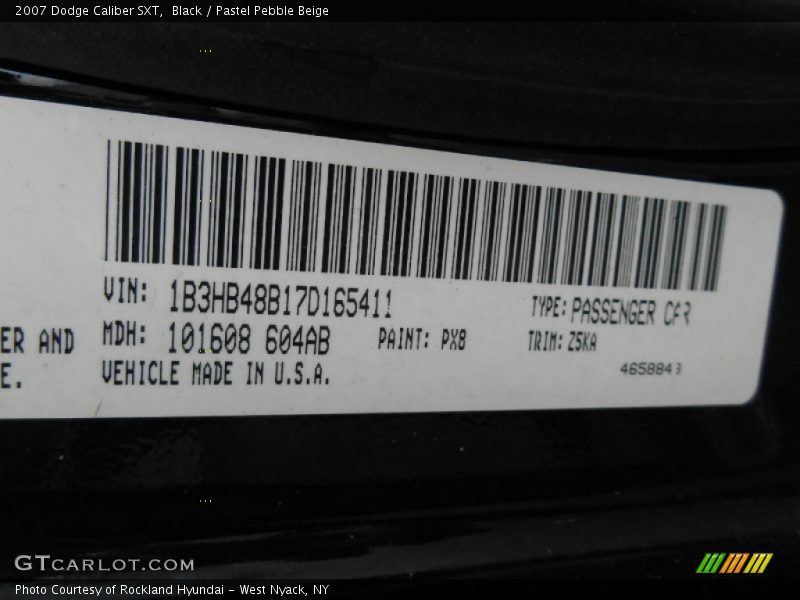 2007 Dodge Caliber SXT,  Black / Pastel Pebble Beige
VIN: 1B3HB48B17D165411
TYPE: PASSENGER CAR
ER AND
MDH: 101608 604AB
PAINT: PX8
TRIM: Z5KA
E.
VEHICLE MADE IN U.S.A.
4658843
GTCARLOT.COM
Photo Courtesy of Rockland Hyundai - West Nyack, NY